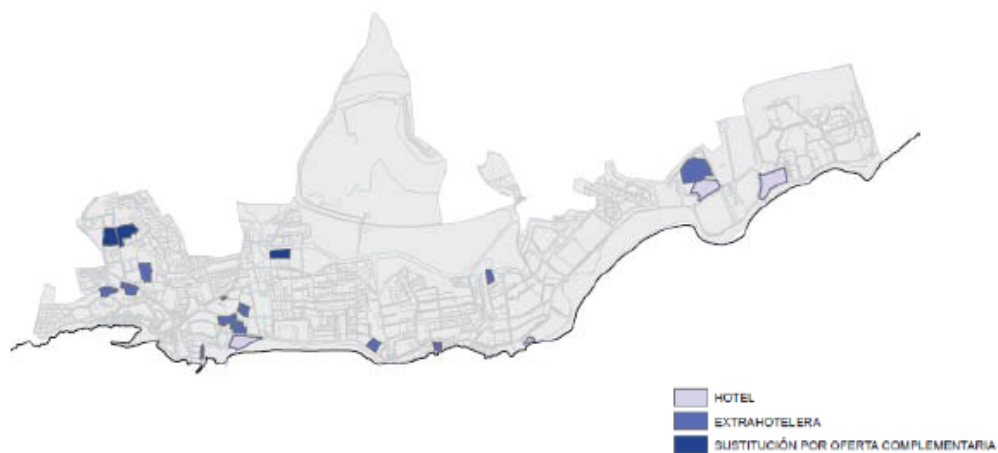 HOTEL
EXTRAHOTELERA
SUSTITUCIÓN POR OFERTA COMPLEMENTARIA